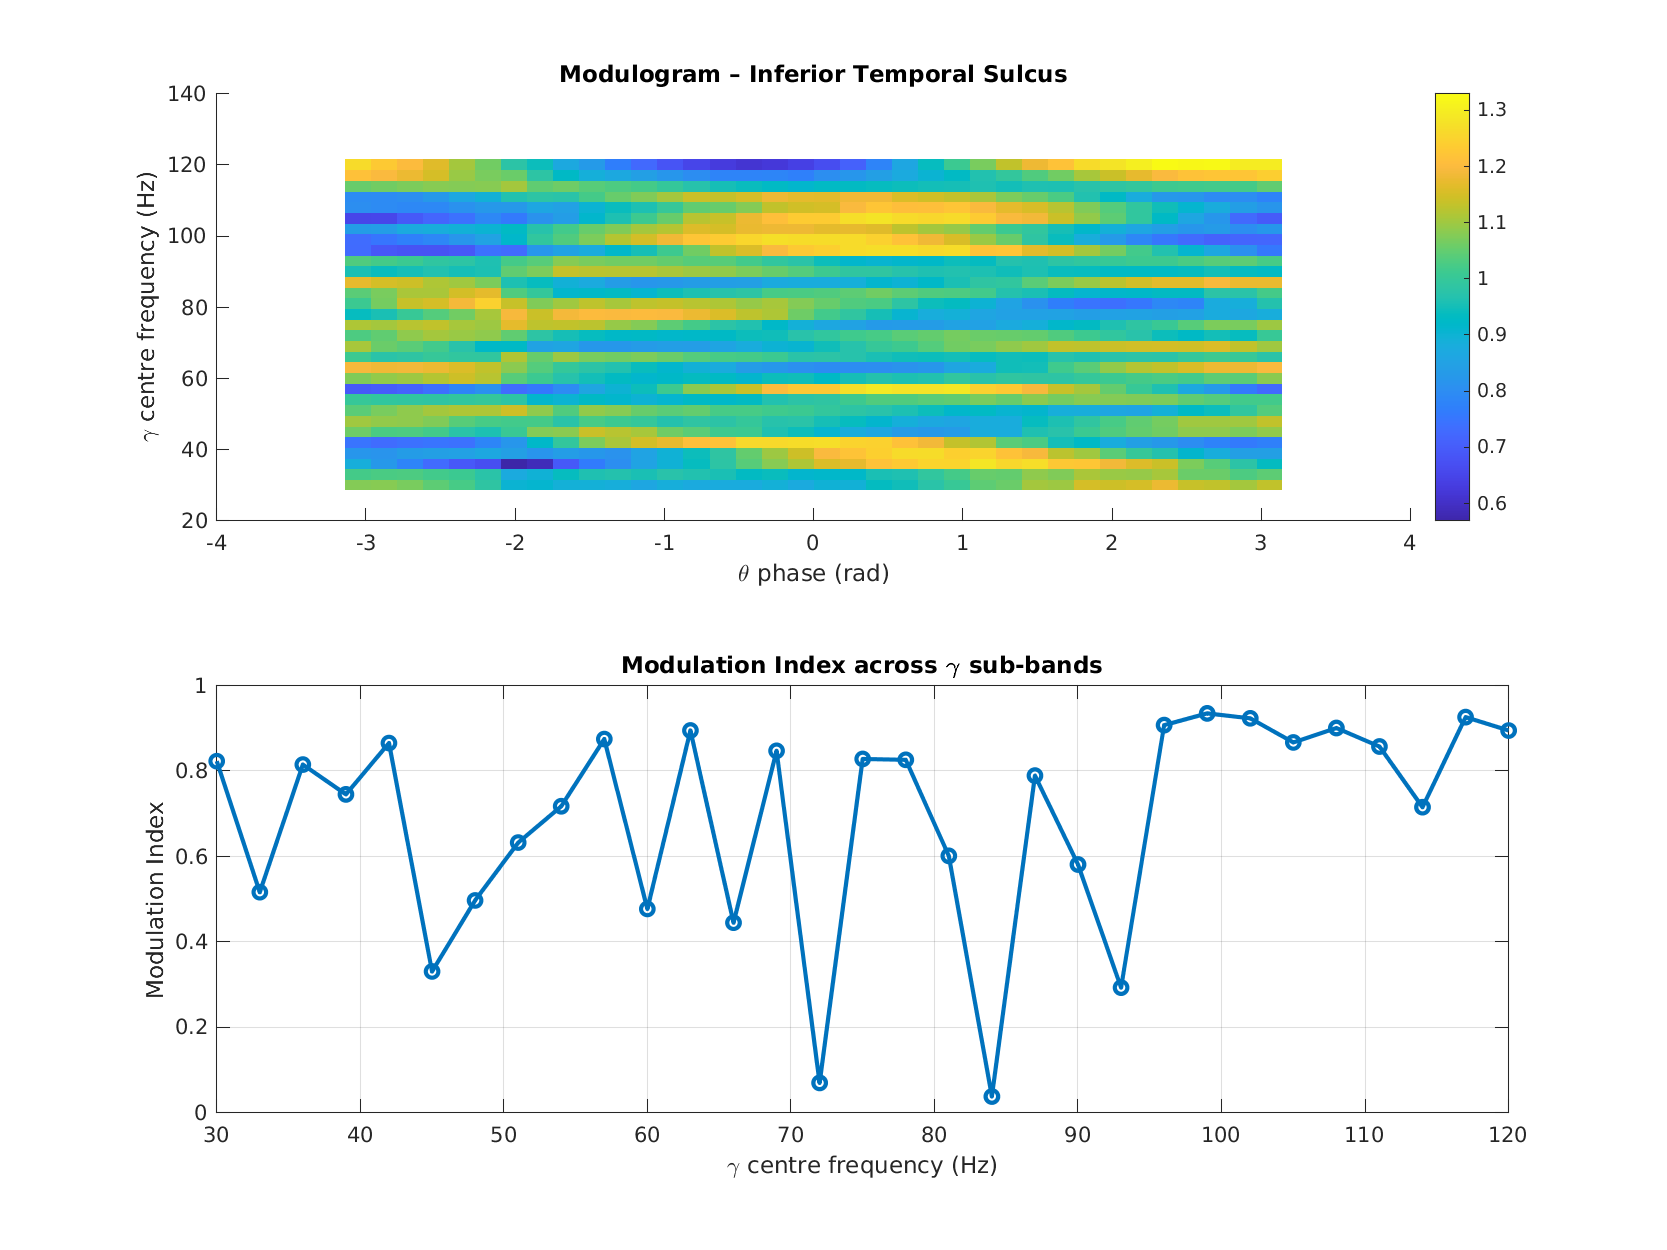 Modulogram – Inferior Temporal Sulcus
140
120
100
80
60
40
20
γ centre frequency (Hz)
-4 -3 -2 -1 0 1 2 3 4
θ phase (rad)
1.3
1.2
1.1
1
0.9
0.8
0.7
0.6
Modulation Index across γ sub-bands
1
0.8
0.6
0.4
0.2
0
Modulation Index
30 40 50 60 70 80 90 100 110 120
γ centre frequency (Hz)